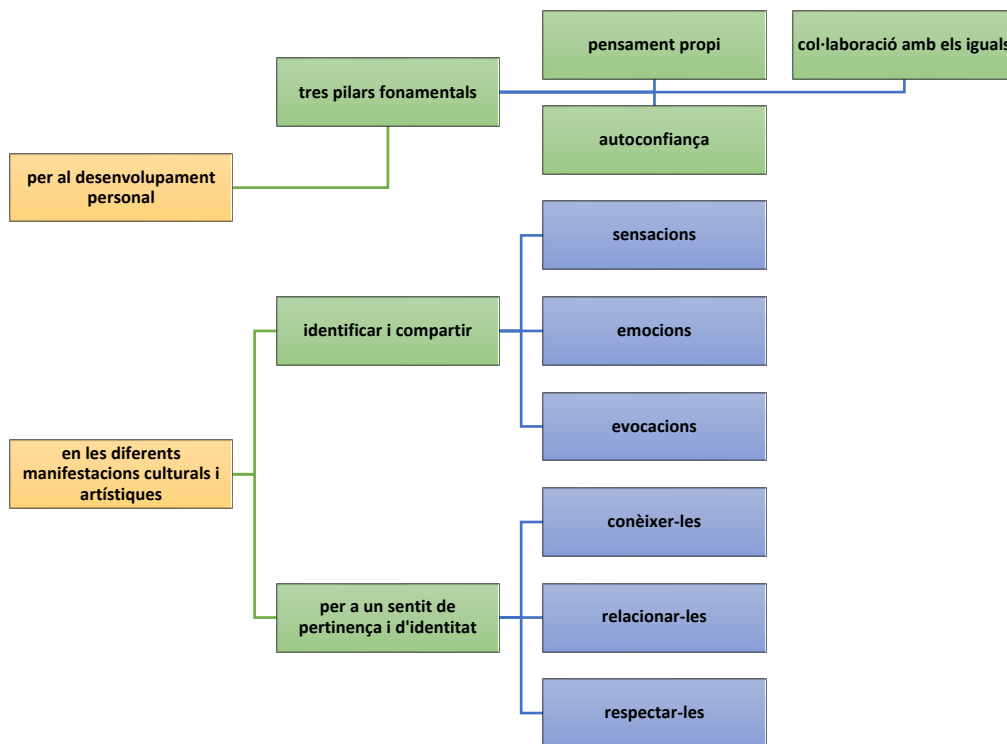 pensament propi
col·laboració amb els iguals
tres pilars fonamentals
autoconfiança
per al desenvolupament
personal
sensacions
identificar i compartir
emocions
evocacions
en les diferents
manifestacions culturals i
artístiques
conèixer-les
per a un sentit de
pertinença i d'identitat
relacionar-les
respectar-les